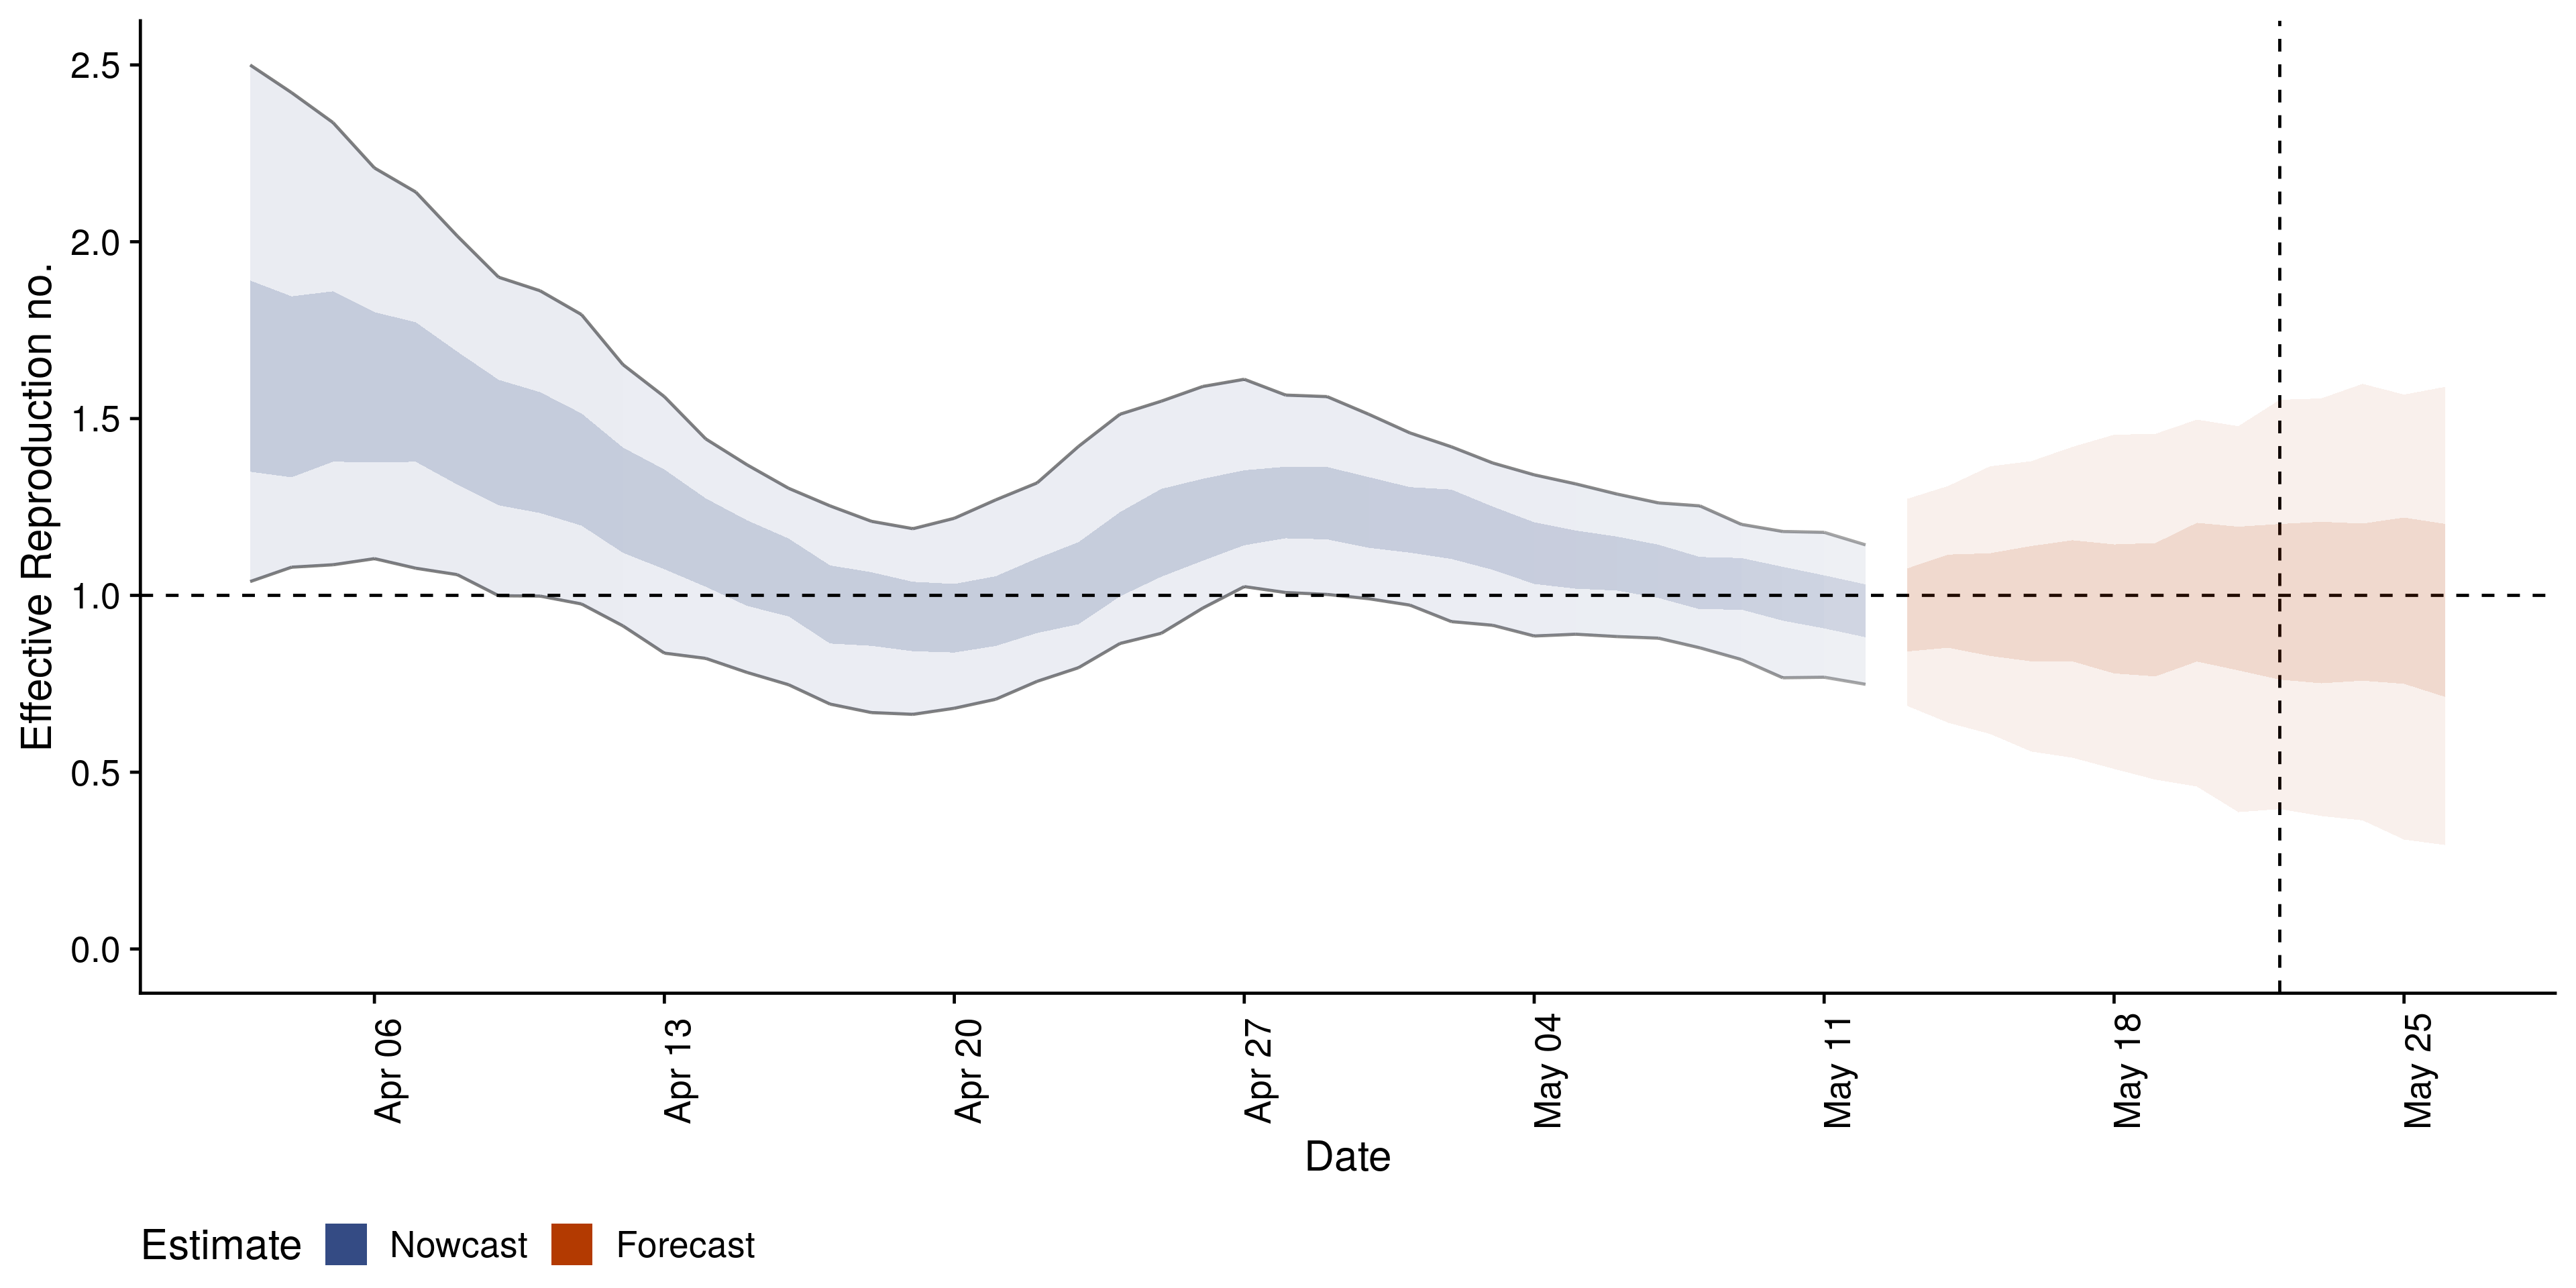 Effective Reproduction no.
2.5
2.0
1.5
1.0
0.5
0.0
Apr 06
Apr 13
Apr 20
Apr 27
May 04
May 11
May 18
May 25
Date
Estimate Nowcast Forecast